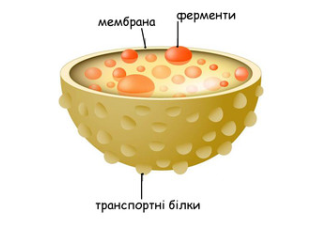 мембрана
ферменти
транспортні білки